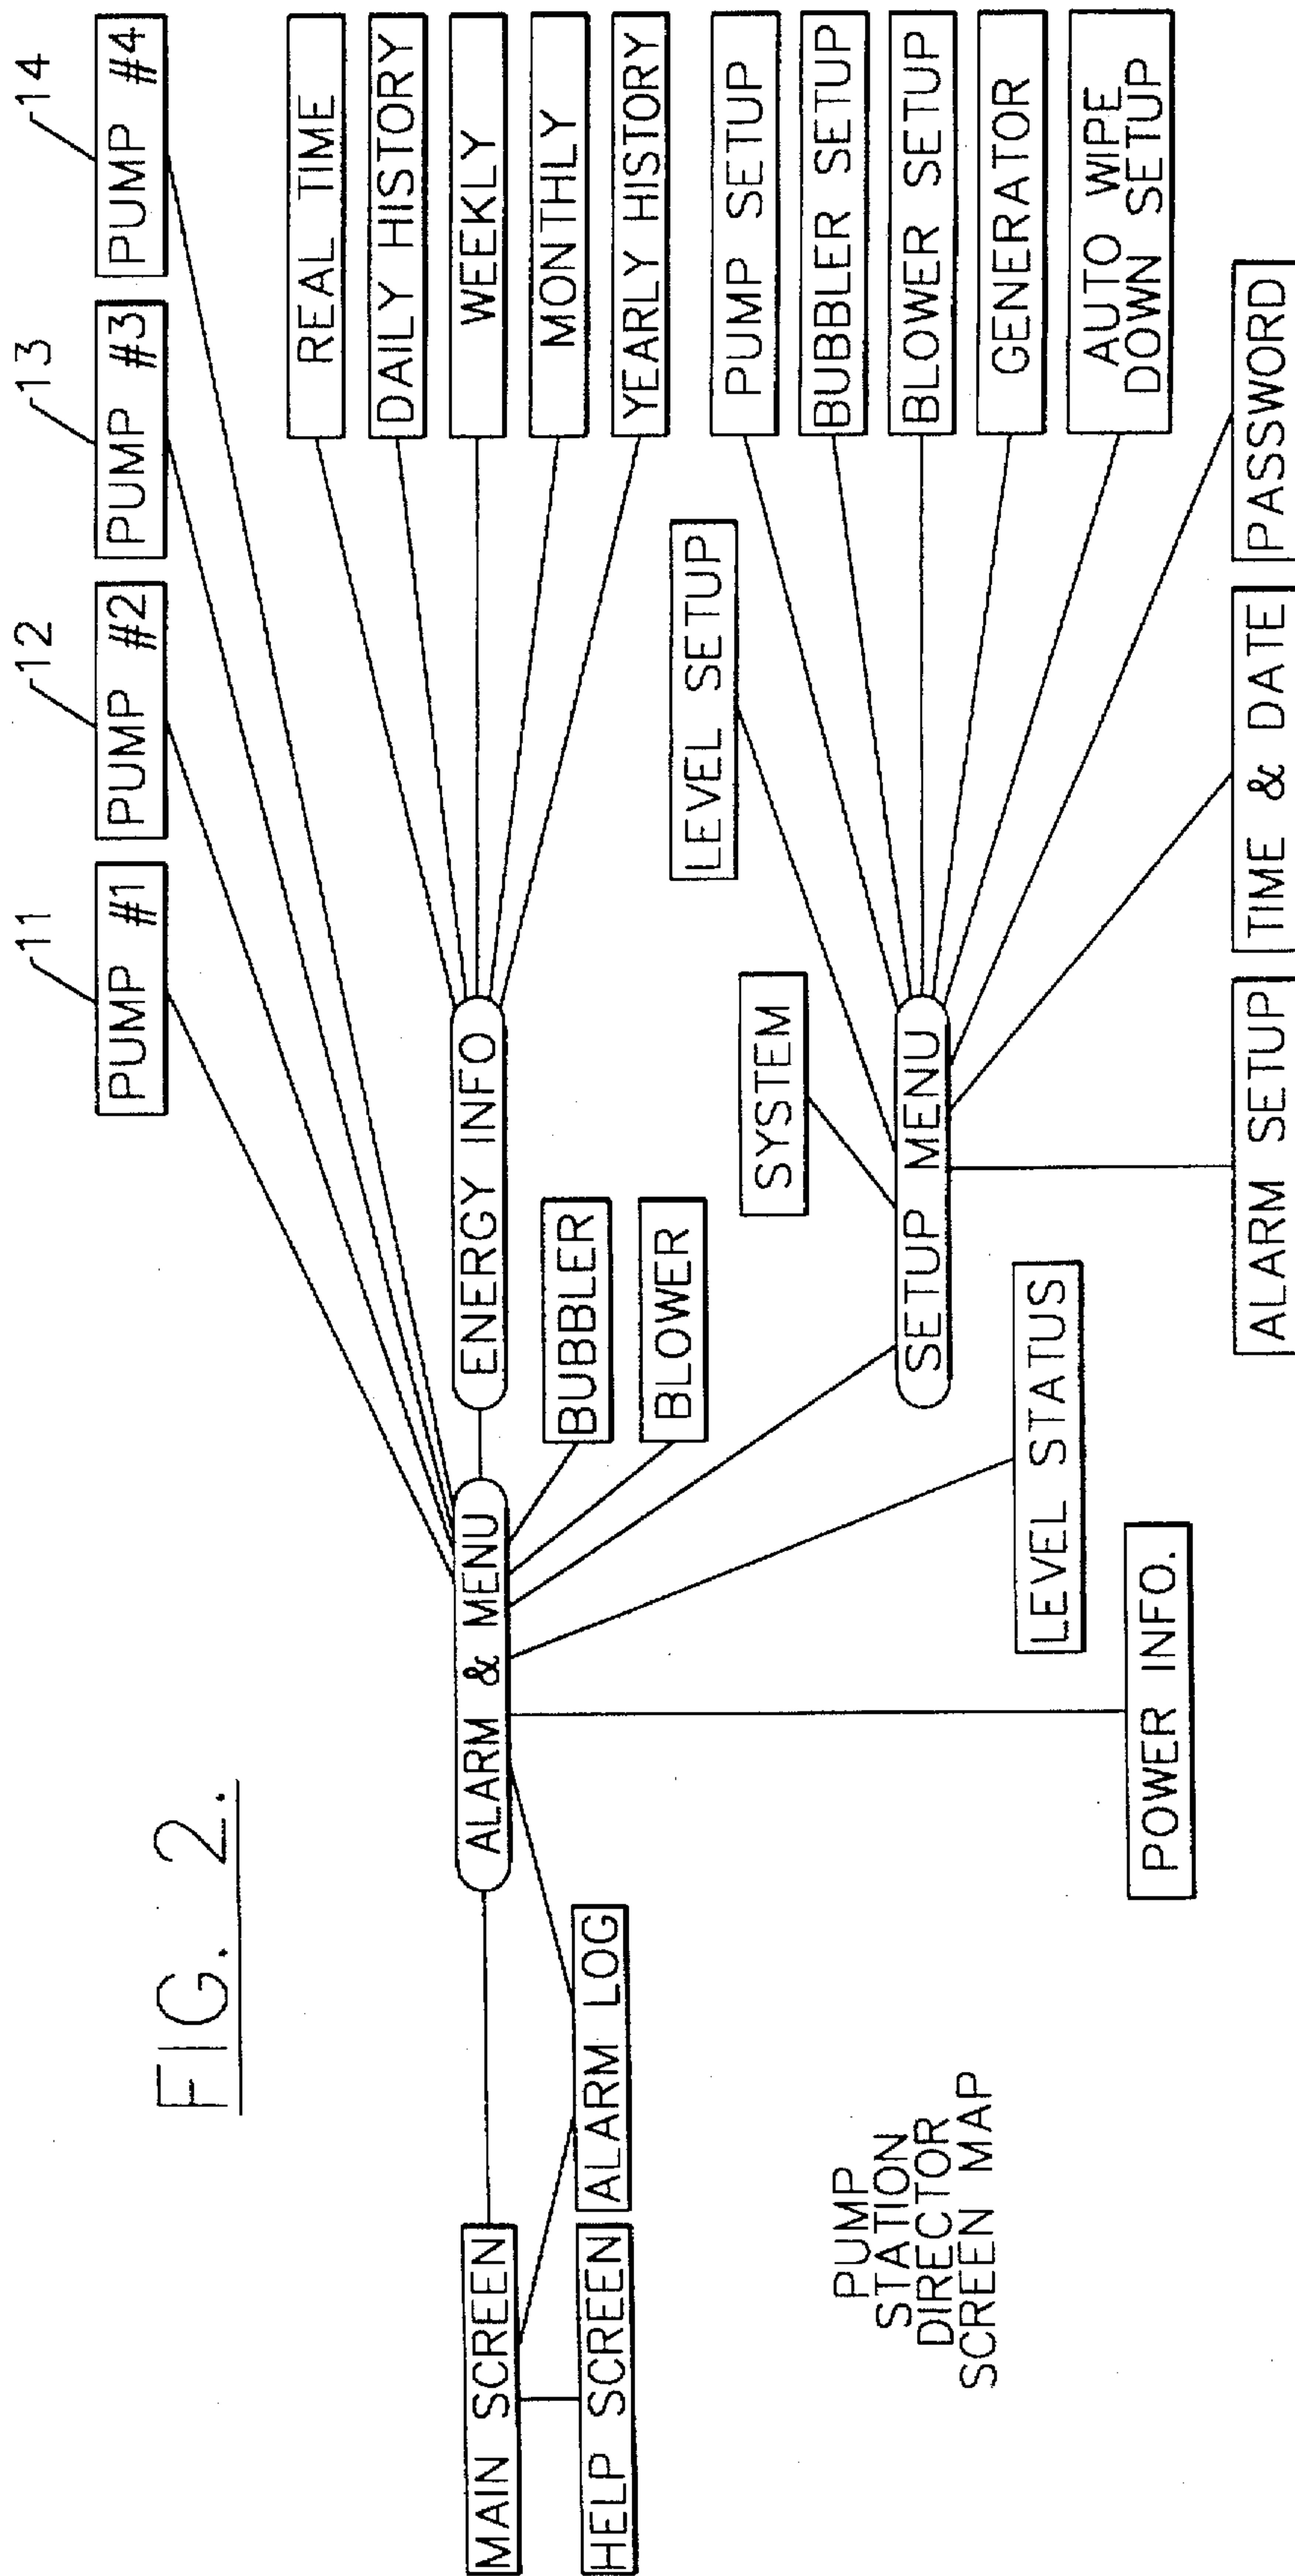 FIG. 2.
11
12
13
14
PUMP #1
PUMP #2
PUMP #3
PUMP #4
REAL TIME
DAILY HISTORY
WEEKLY
MONTHLY
YEARLY HISTORY
MAIN SCREEN
ALARM & MENU
ENERGY INFO
HELP SCREEN
ALARM LOG
BUBBLER
BLOWER
LEVEL SETUP
SYSTEM
PUMP SETUP
BUBBLER SETUP
BLOWER SETUP
GENERATOR
AUTO WIPE
DOWN SETUP
SETUP MENU
LEVEL STATUS
POWER INFO.
ALARM SETUP
TIME & DATE
PASSWORD
PUMP
STATION
DIRECTOR
SCREEN MAP